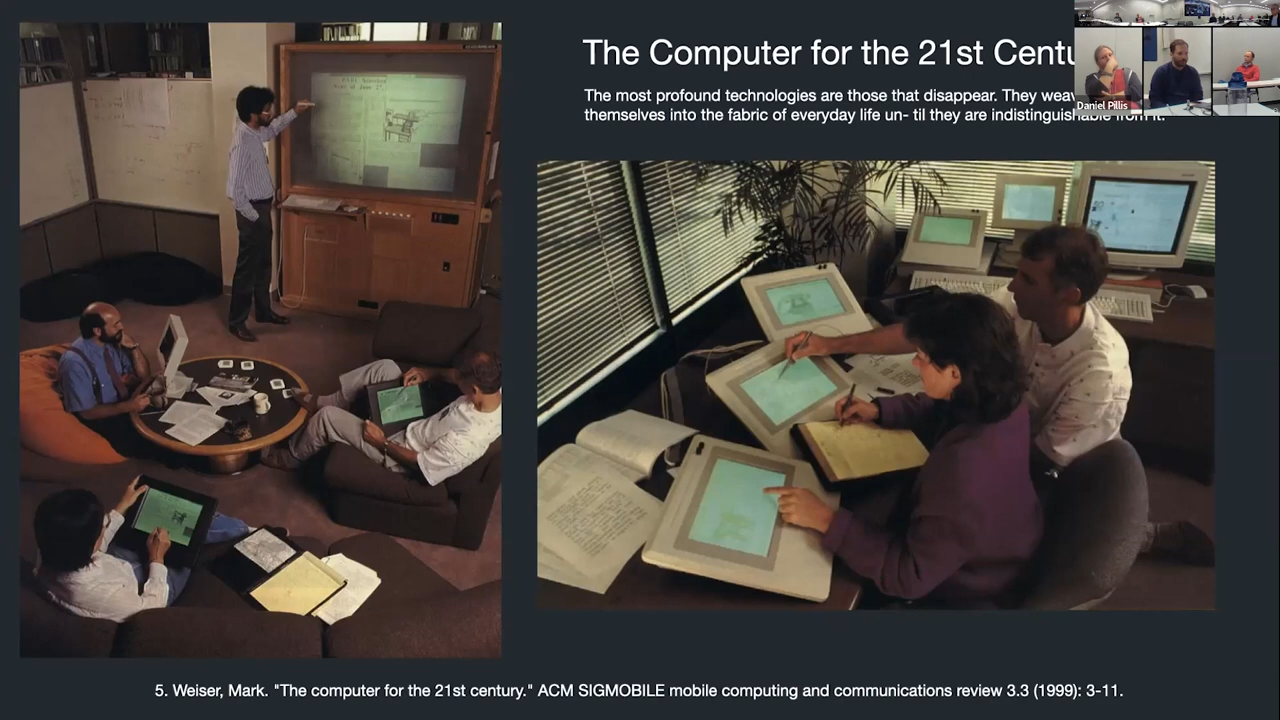 The Computer for the 21st Centu
The most profound technologies are those that disappear. They weav
themselves into the fabric of everyday life un- til they are indistinguishable from it.
Daniel Pillis
5. Weiser, Mark. "The computer for the 21st century." ACM SIGMOBILE mobile computing and communications review 3.3 (1999): 3-11.